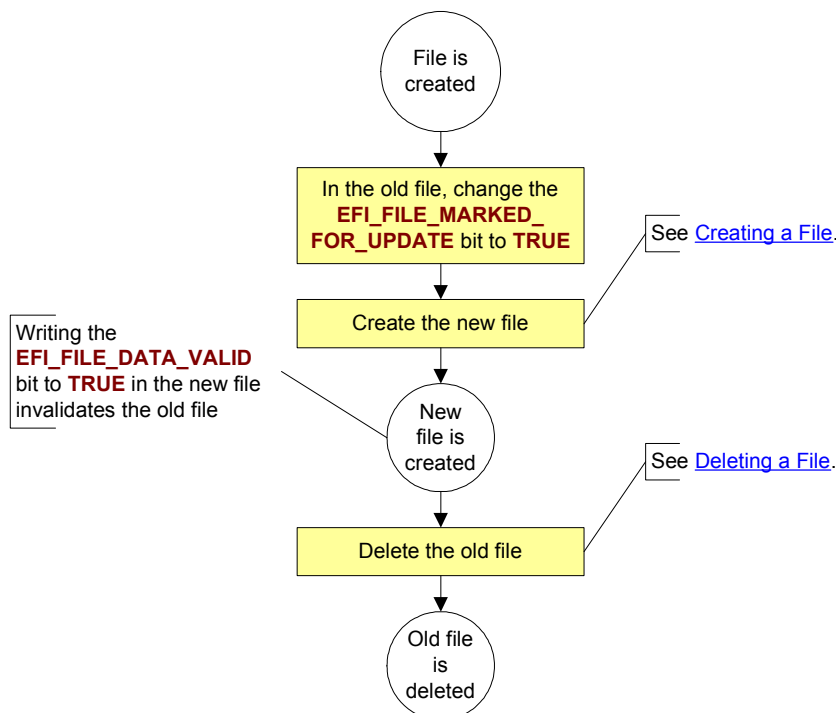 File is
created
In the old file, change the
EFI_FILE_MARKED_
FOR_UPDATE bit to TRUE
See Creating a File.
Create the new file
Writing the
EFI_FILE_DATA_VALID
bit to TRUE in the new file
invalidates the old file
New
file is
created
See Deleting a File.
Delete the old file
Old file
is
deleted